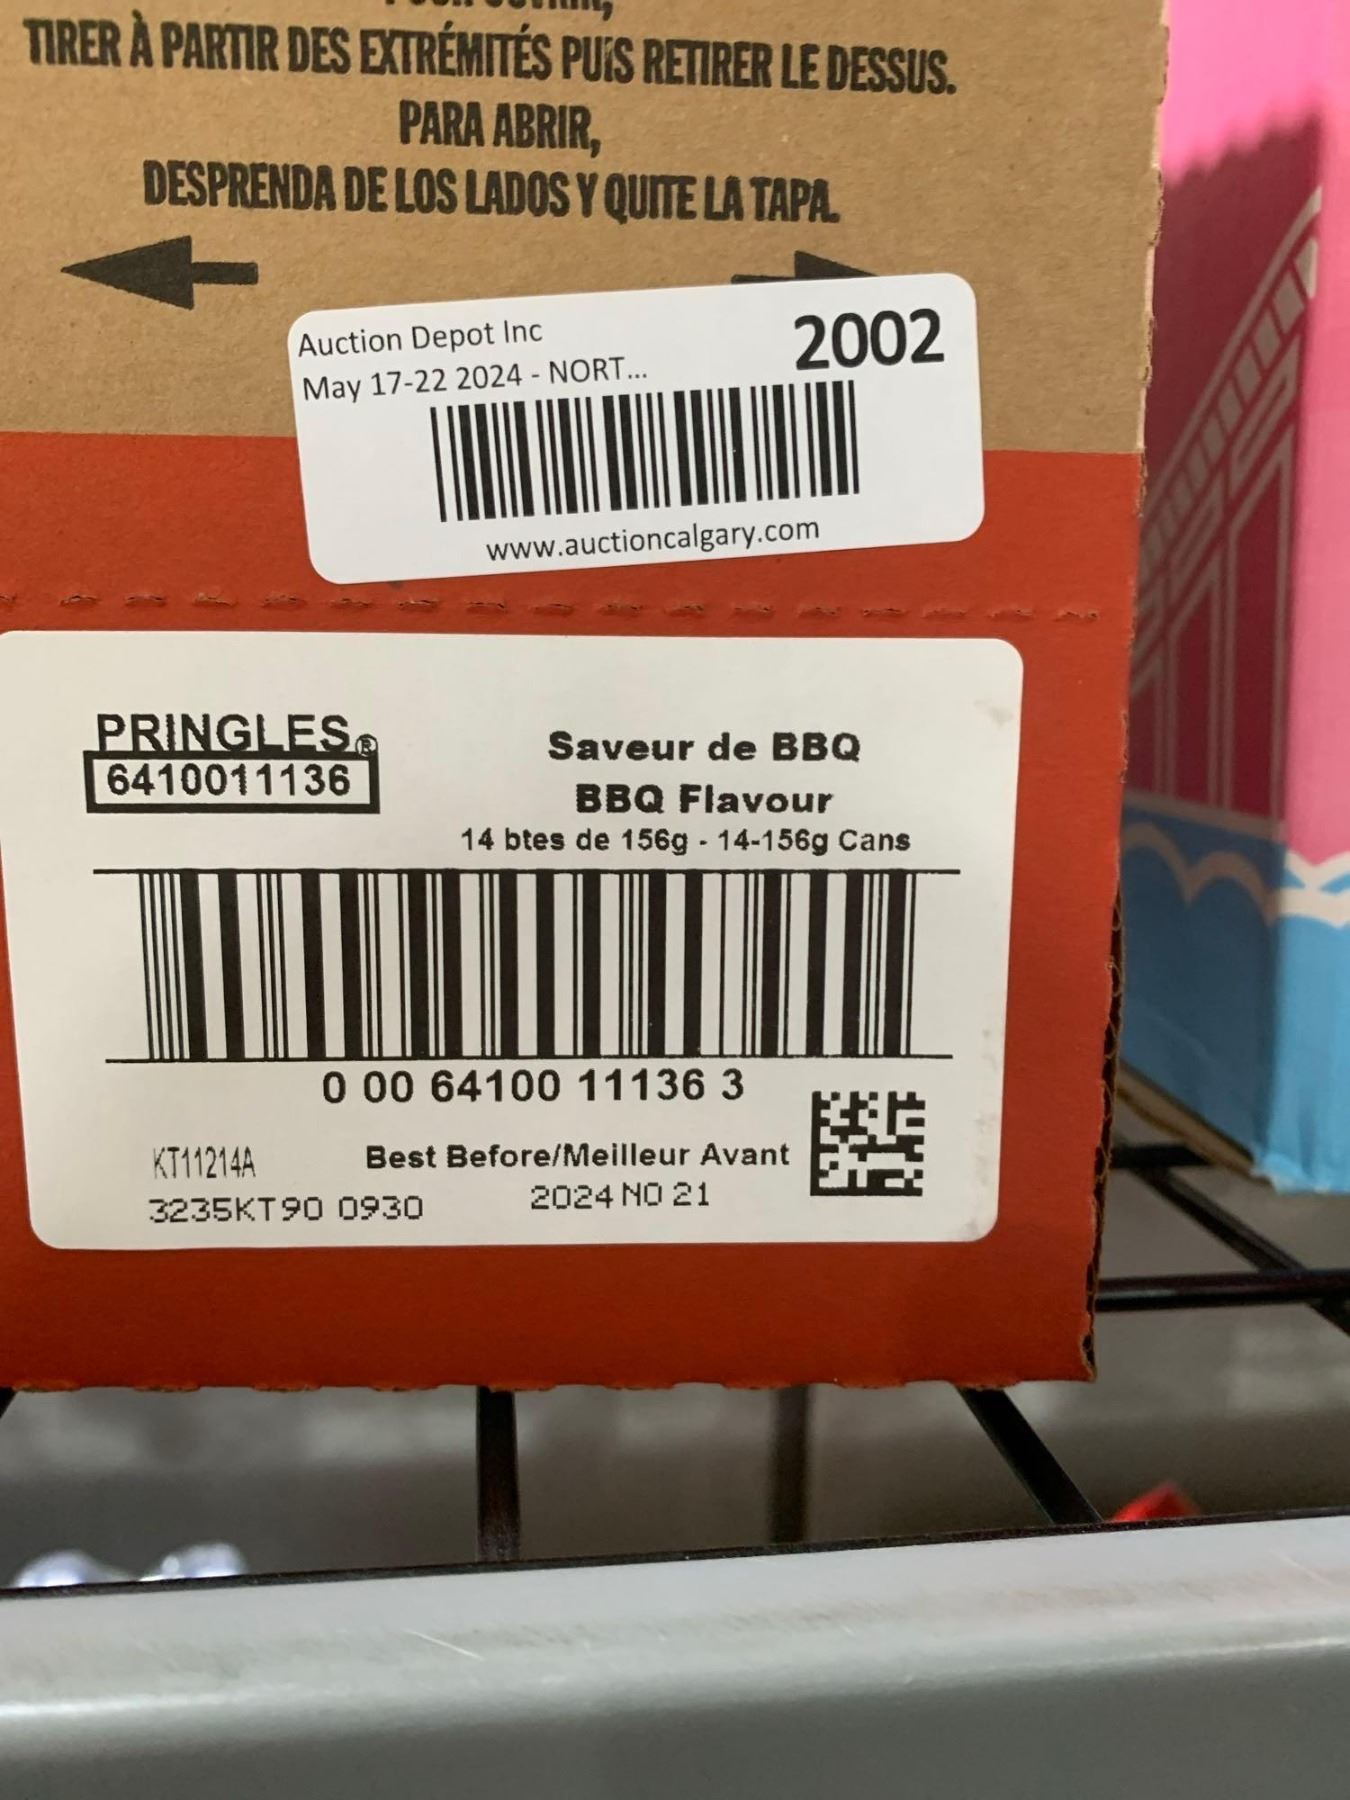 POUR OUVRIR,
TIRER À PARTIR DES EXTRÉMITÉS PUIS RETIRER LE DESSUS.
PARA ABRIR,
DESPRENDA DE LOS LADOS Y QUITE LA TAPA.
Auction Depot Inc
2002
May 17-22 2024 - NORT...
www.auctioncalgary.com
PRINGLES®
6410011136
Saveur de BBQ
BBQ Flavour
14 btes de 156g - 14-156g Cans
0 00 64100 11136 3
KT11214A
Best Before/Meilleur Avant
3235KT90 0930
2024 NO 21